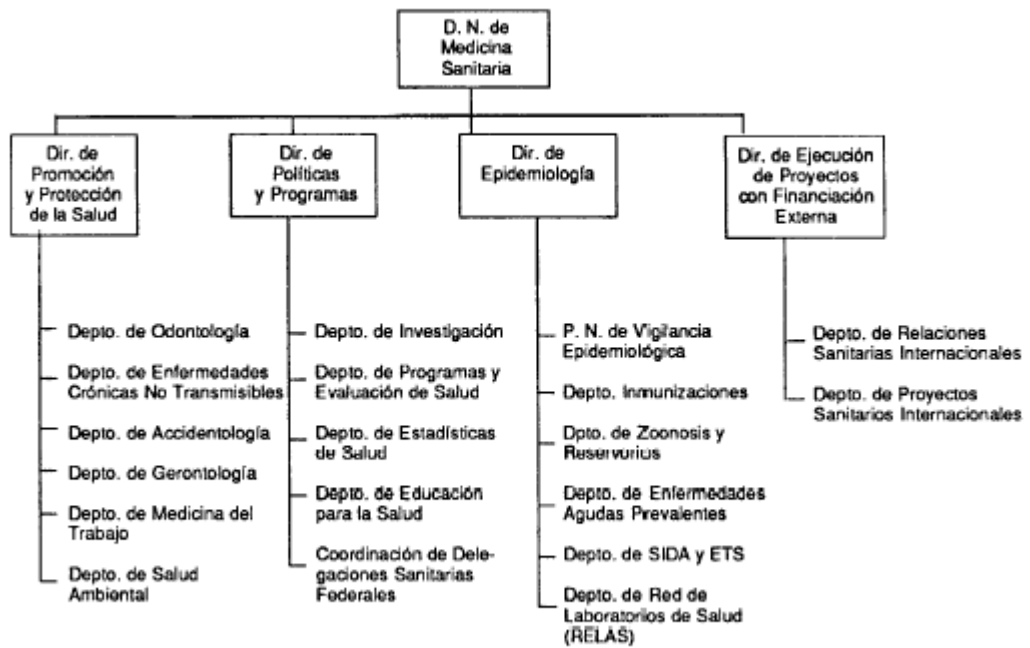 D. N. de
Medicina
Sanitaria
Dir. de
Promoción
y Protección
de la Salud
Dir. de
Políticas
y Programas
Dir. de
Epidemiología
Dir. de Ejecución
de Proyectos
con Financiación
Externa
Depto. de Odontología
Depto. de Enfermedades
Crónicas No Transmisibles
Depto. de Accidentología
Depto. de Gerontología
Depto. de Medicina del
Trabajo
Depto. de Salud
Ambiental
Depto. de Investigación
Depto. de Programas y
Evaluación de Salud
Depto. de Estadísticas
de Salud
Depto. de Educación
para la Salud
Coordinación de Dele-
gaciones Sanitarias
Federales
P. N. de Vigilancia
Epidemiológica
Depto. Inmunizaciones
Dpto. de Zoonosis y
Reservorios
Depto. de Enfermedades
Agudas Prevalentes
Depto. de SIDA y ETS
Depto. de Red de
Laboratorios de Salud
(RELAS)
Depto. de Relaciones
Sanitarias Internacionales
Depto. de Proyectos
Sanitarios Internacionales